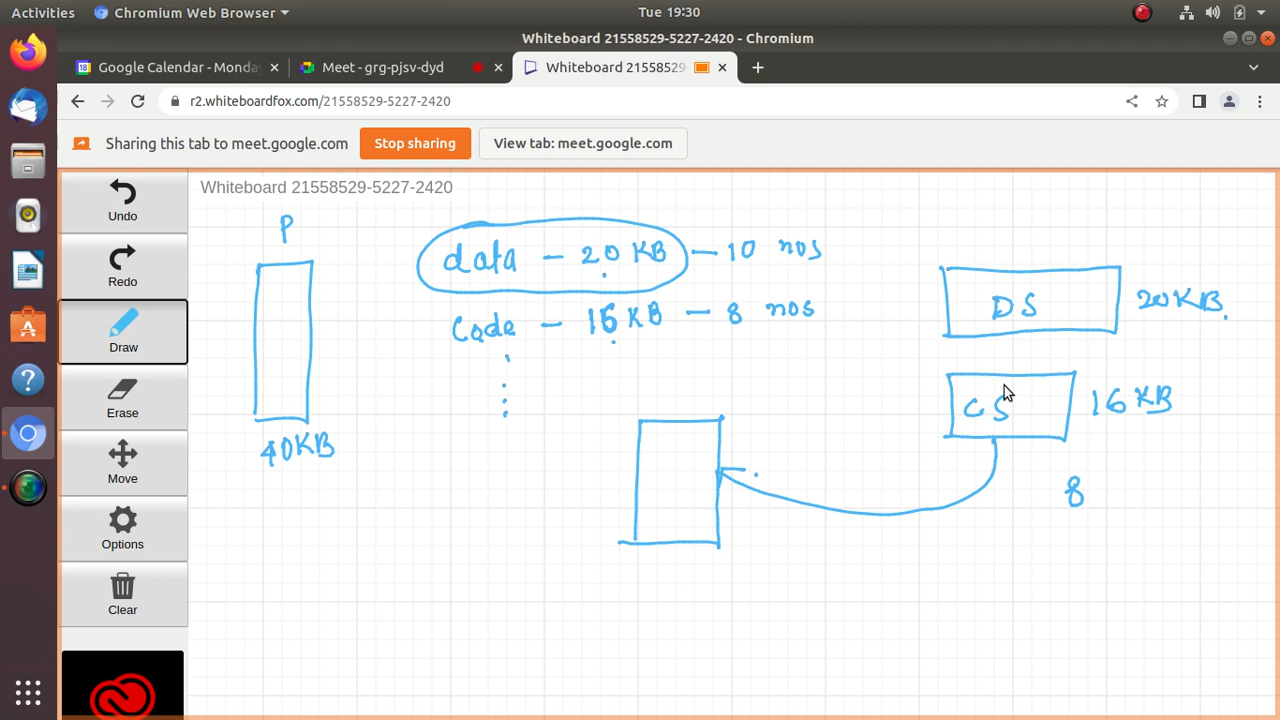 Activities
Chromium Web Browser
Tue 19:30
Whiteboard 21558529-5227-2420 - Chromium
Google Calendar - Monday
Meet - grg-pjsv-dyd
Whiteboard 21558529-
r2.whiteboardfox.com/21558529-5227-2420
Sharing this tab to meet.google.com
Stop sharing
View tab: meet.google.com
Whiteboard 21558529-5227-2420
Undo
Redo
Draw
Erase
Move
Options
Clear
P
40KB
data - 20 KB - 10 nos
Code - 16 KB - 8 nos
DS 20KB.
CS 16 KB
8